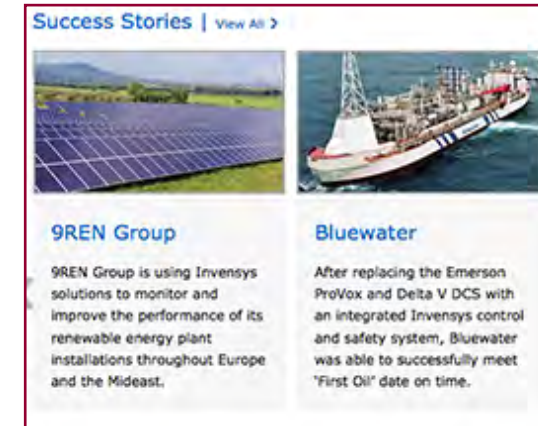 Success Stories | View All >
9REN Group
9REN Group is using Invensys
solutions to monitor and
improve the performance of its
renewable energy plant
installations throughout Europe
and the Mideast.
Bluewater
After replacing the Emerson
ProVox and Delta V DCS with
an integrated Invensys control
and safety system, Bluewater
was able to successfully meet
"First Oil" date on time.